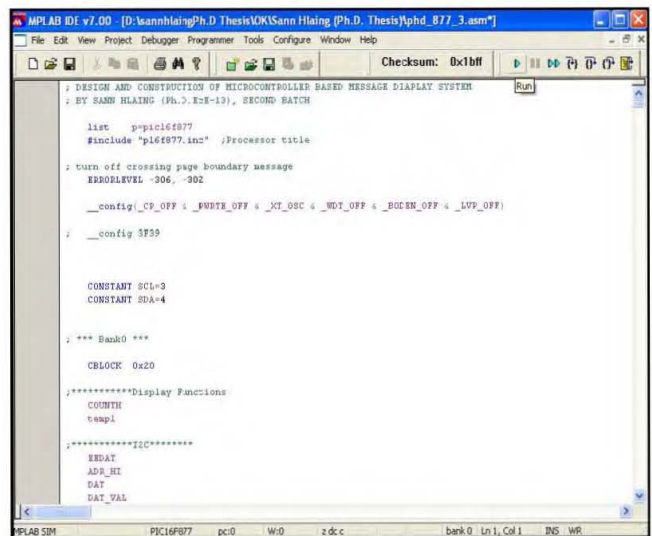 MPLAB IDE v7.00 - [D:\sannhlaingPh.D Thesis\OK\Sann Hlaing (Ph.D. Thesis)\phd_877_3.asm*]
File Edit View Project Debugger Programmer Tools Configure Window Help
Checksum: 0x1bff
Run
; DESIGN AND CONSTRUCTION OF MICROCONTROLLER BASED MESSAGE DIAPLAY SYSTEM
; BY SANN HLAING (Ph.D.EzE-13), SECOND BATCH
list p=pic16f877
#include "p16f877.inc" ;Processor title
; turn off crossing page boundary message
ERRORLEVEL -306, -302
__config(_CP_OFF & _PWRTE_OFF & _XT_OSC & _WDT_OFF & _BODEN_OFF & _LVP_OFF)
; __config 3F39
CONSTANT SCL=3
CONSTANT SDA=4
; *** Bank0 ***
CBLOCK 0x20
;***********Display Functions
COUNTH
temp1
;***********I2C********
EEDAT
ADR_HI
DAT
DAT_VAL
MPLAB SIM PIC16F877 pc:0 W:0 z dc c bank 0 Ln 1, Col 1 INS WR